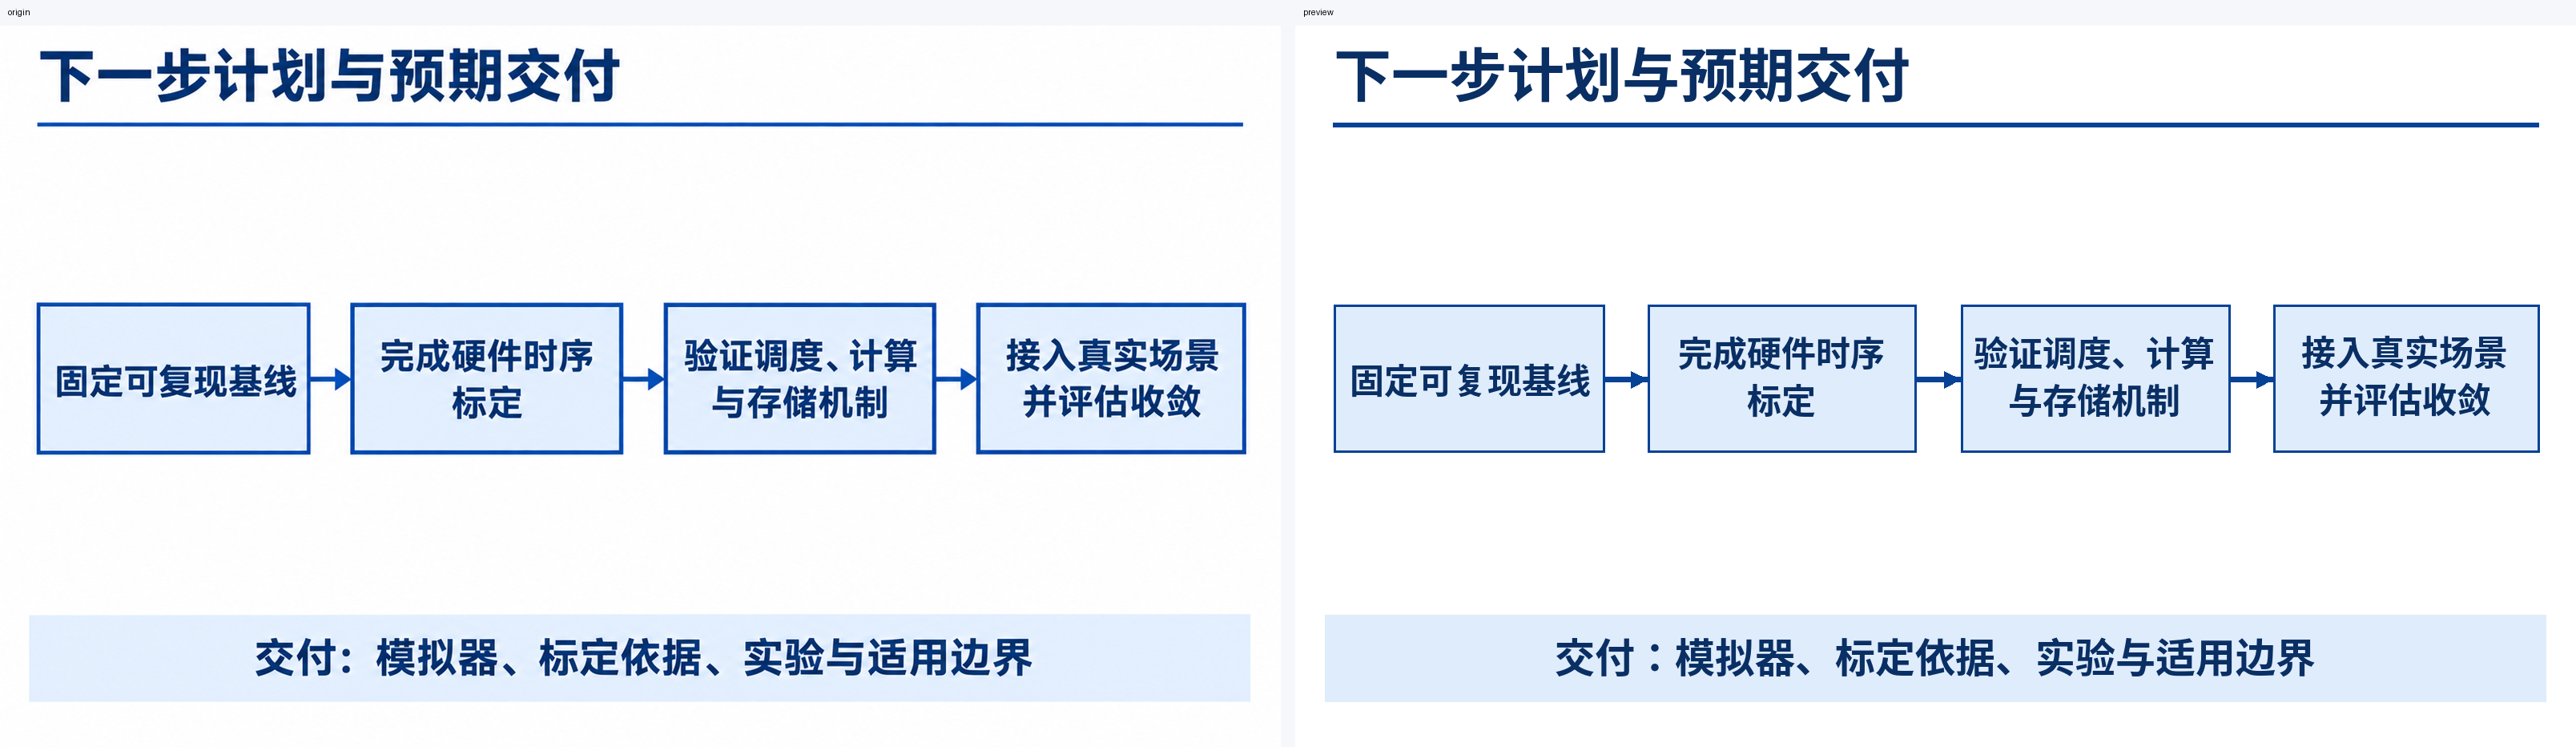 origin
下一步计划与预期交付
固定可复现基线
完成硬件时序
标定
验证调度、计算
与存储机制
接入真实场景
并评估收敛
交付：模拟器、标定依据、实验与适用边界
preview
下一步计划与预期交付
固定可复现基线
完成硬件时序
标定
验证调度、计算
与存储机制
接入真实场景
并评估收敛
交付：模拟器、标定依据、实验与适用边界